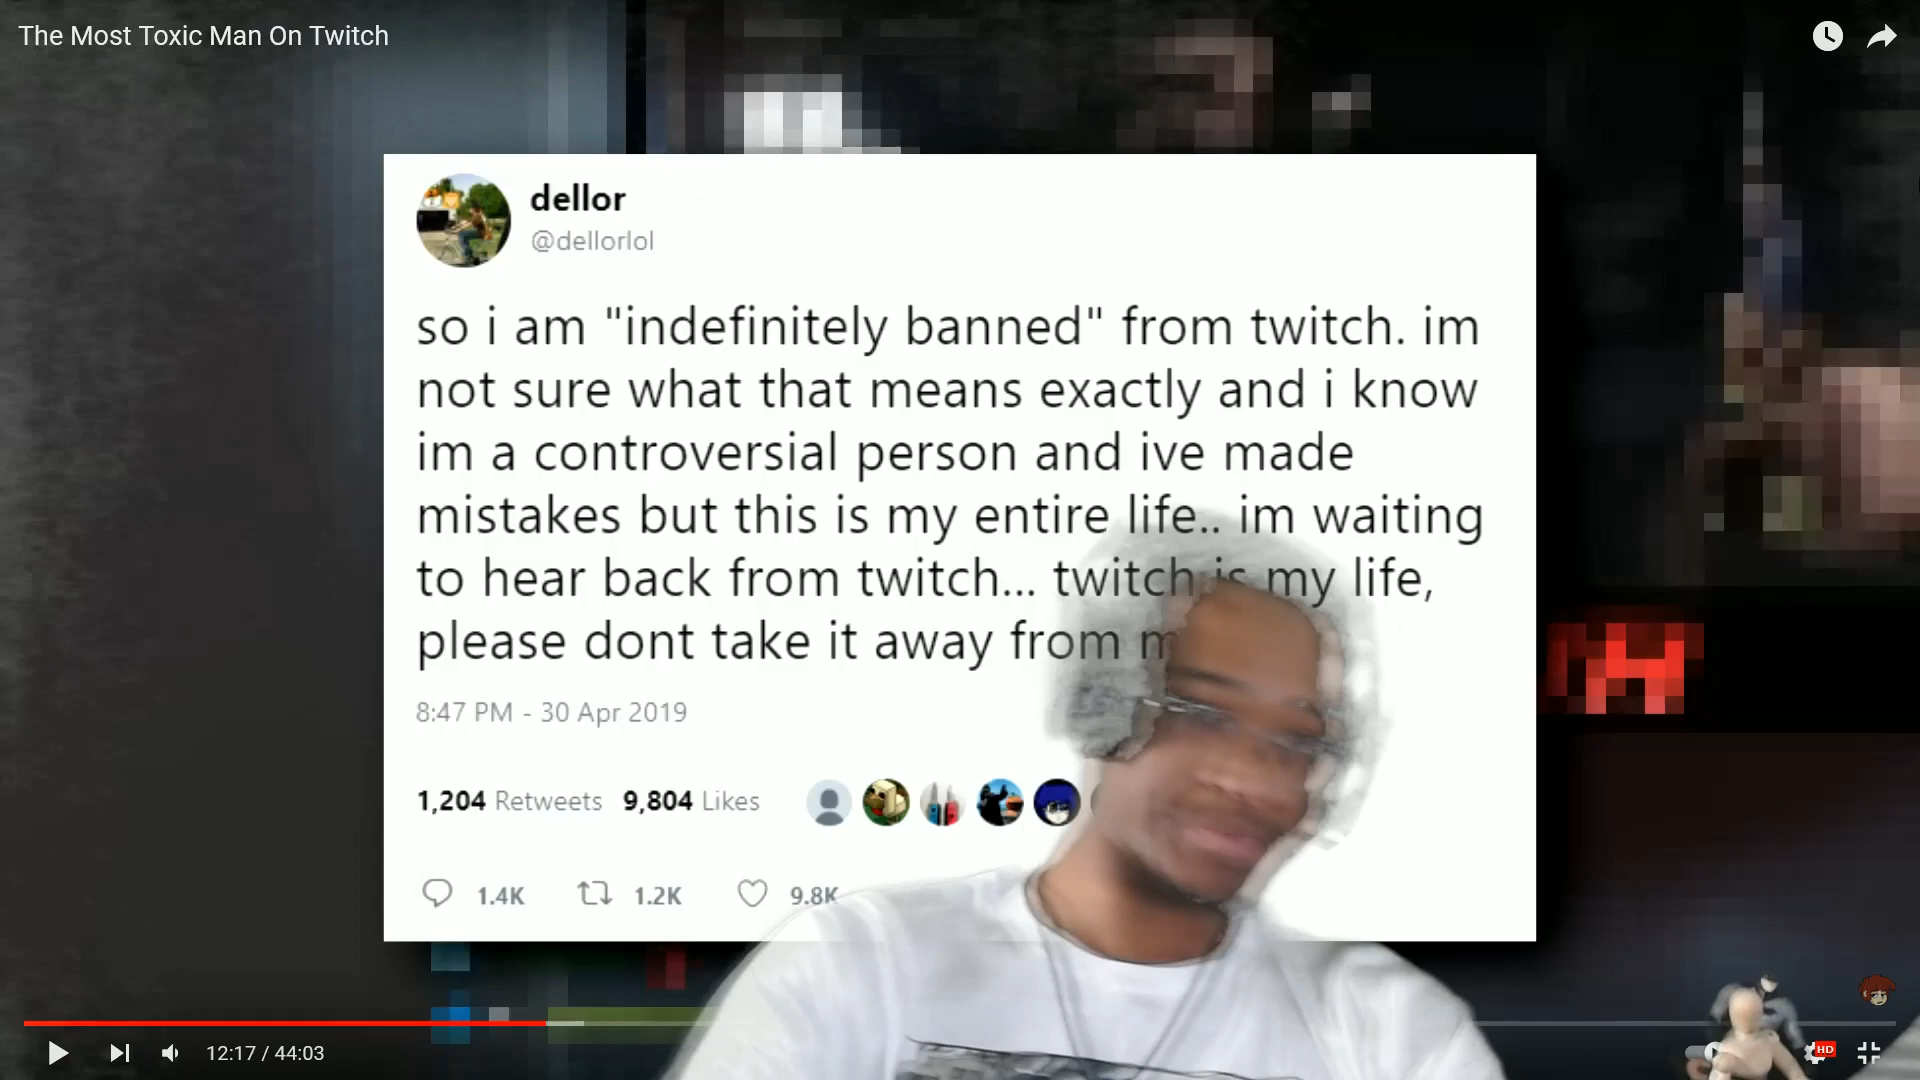 The Most Toxic Man On Twitch
dellor
@dellorlol
so i am "indefinitely banned" from twitch. im
not sure what that means exactly and i know
im a controversial person and ive made
mistakes but this is my entire life.. im waiting
to hear back from twitch... twitch is my life,
please dont take it away from
8:47 PM - 30 Apr 2019
1,204 Retweets 9,804 Likes
1.4K 1.2K 9.8K
12:17 / 44:03
HD